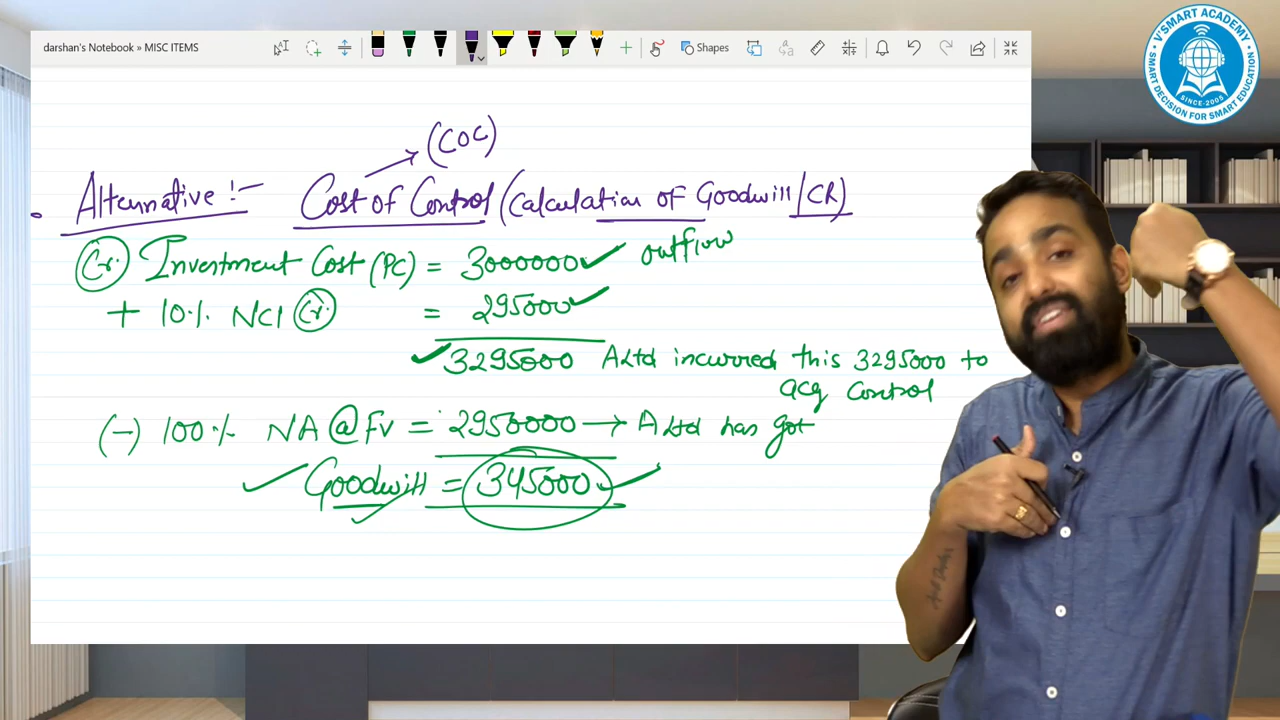 darshan's Notebook » MISC ITEMS
Shapes
V'SMART ACADEMY
SMART DECISION FOR SMART EDUCATION
SINCE-2005
(COC)
Alternative :- Cost of Control (Calculation of Goodwill/CR)
Cr. Investment Cost (PC) = 3000000 outflow
+ 10% NCI Cr. = 295000
3295000 A Ltd incurred this 3295000 to
acq control
(-) 100% NA @ FV = 2950000 → A Ltd has got
Goodwill = 345000